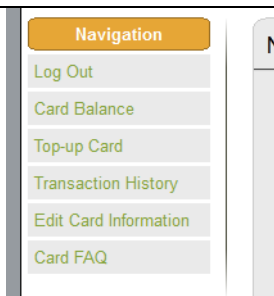 Navigation
Log Out
Card Balance
Top-up Card
Transaction History
Edit Card Information
Card FAQ